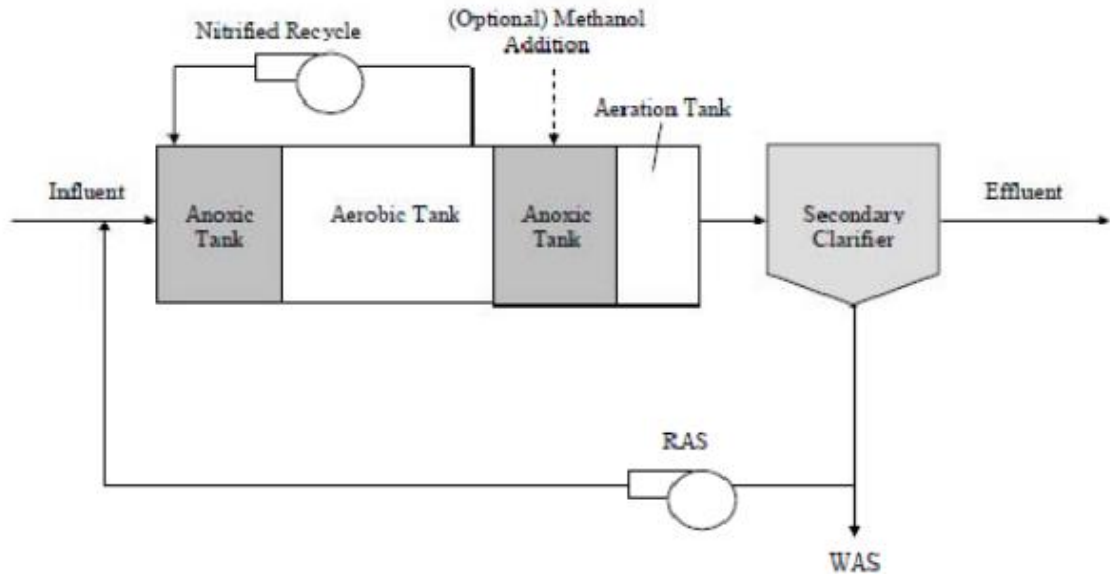 Nitrified Recycle
(Optional) Methanol
Addition
Aeration Tank
Influent
Anoxic
Tank
Aerobic Tank
Anoxic
Tank
Secondary
Clarifier
Effluent
RAS
WAS